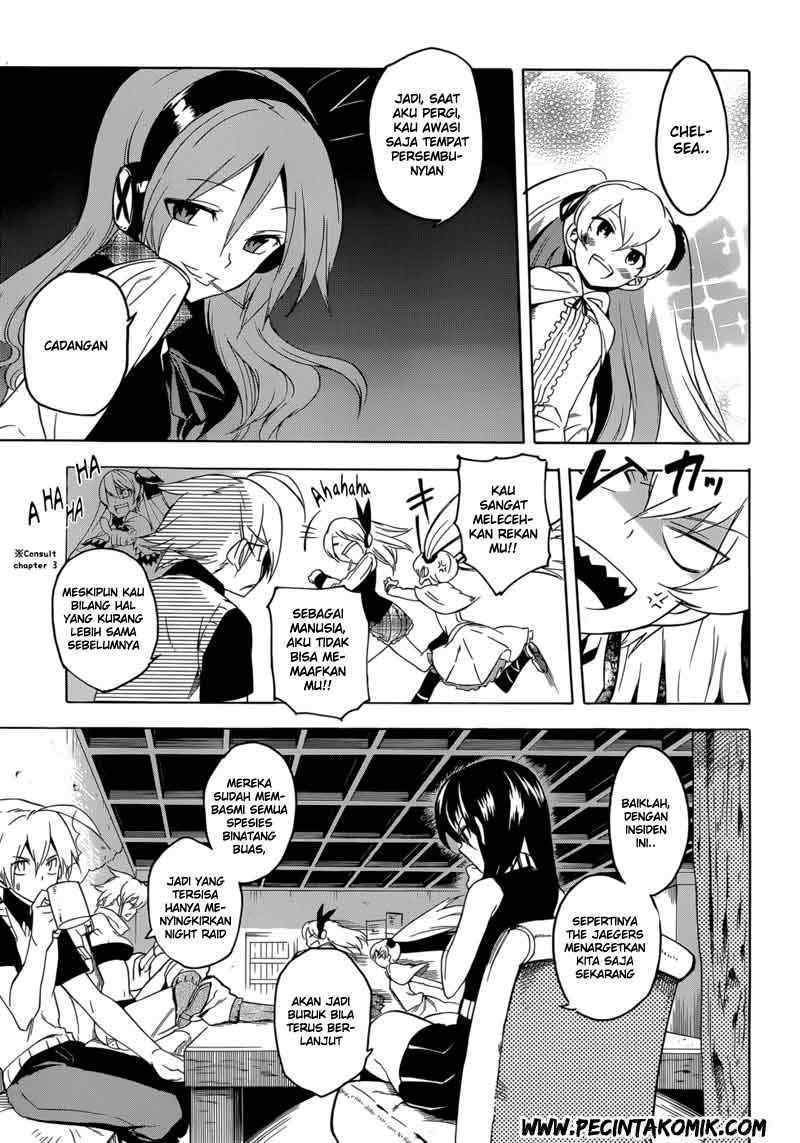 CHEL-
SEA..
JADI, SAAT
AKU PERGI,
KAU AWASI
SAJA TEMPAT
PERSEMBU-
NYIAN
CADANGAN
ムカッ
KAU
SANGAT
MELECEH-
KAN REKAN
MU!!
Ahahaha
SEBAGAI
MANUSIA,
AKU TIDAK
BISA ME-
MAAFKAN
MU!!
A HA HA
HA HA
※Consult
chapter 3
MESKIPUN KAU
BILANG HAL
YANG KURANG
LEBIH SAMA
SEBELUMNYA
BAIKLAH,
DENGAN
INSIDEN
INI..
SEPERTINYA
THE JAEGERS
MENARGETKAN
KITA SAJA
SEKARANG
MEREKA
SUDAH MEM-
BASMI SEMUA
SPESIES
BINATANG
BUAS,
JADI YANG
TERSISA
HANYA ME-
NYINGKIRKAN
NIGHT RAID
AKAN JADI
BURUK BILA
TERUS BER-
LANJUT
WWW.PECINTAKOMIK.COM